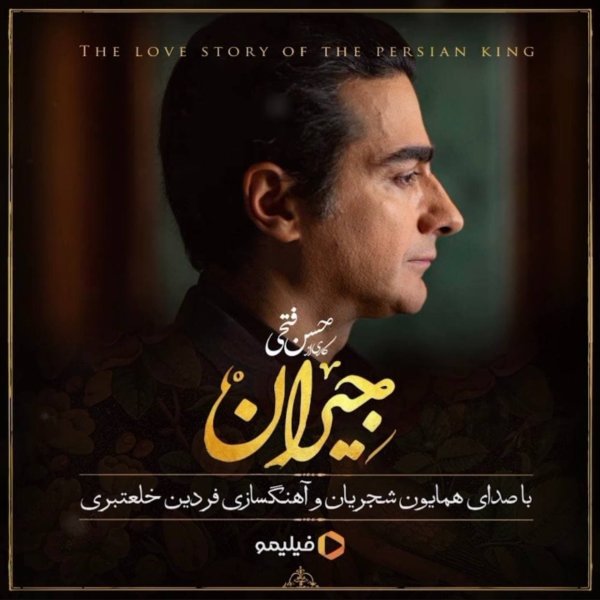 THE LOVE STORY OF THE PERSIAN KING
حسن فتحی
کاری از
جیران
با صدای همایون شجریان و آهنگسازی فردین خلعتبری
فیلیمو